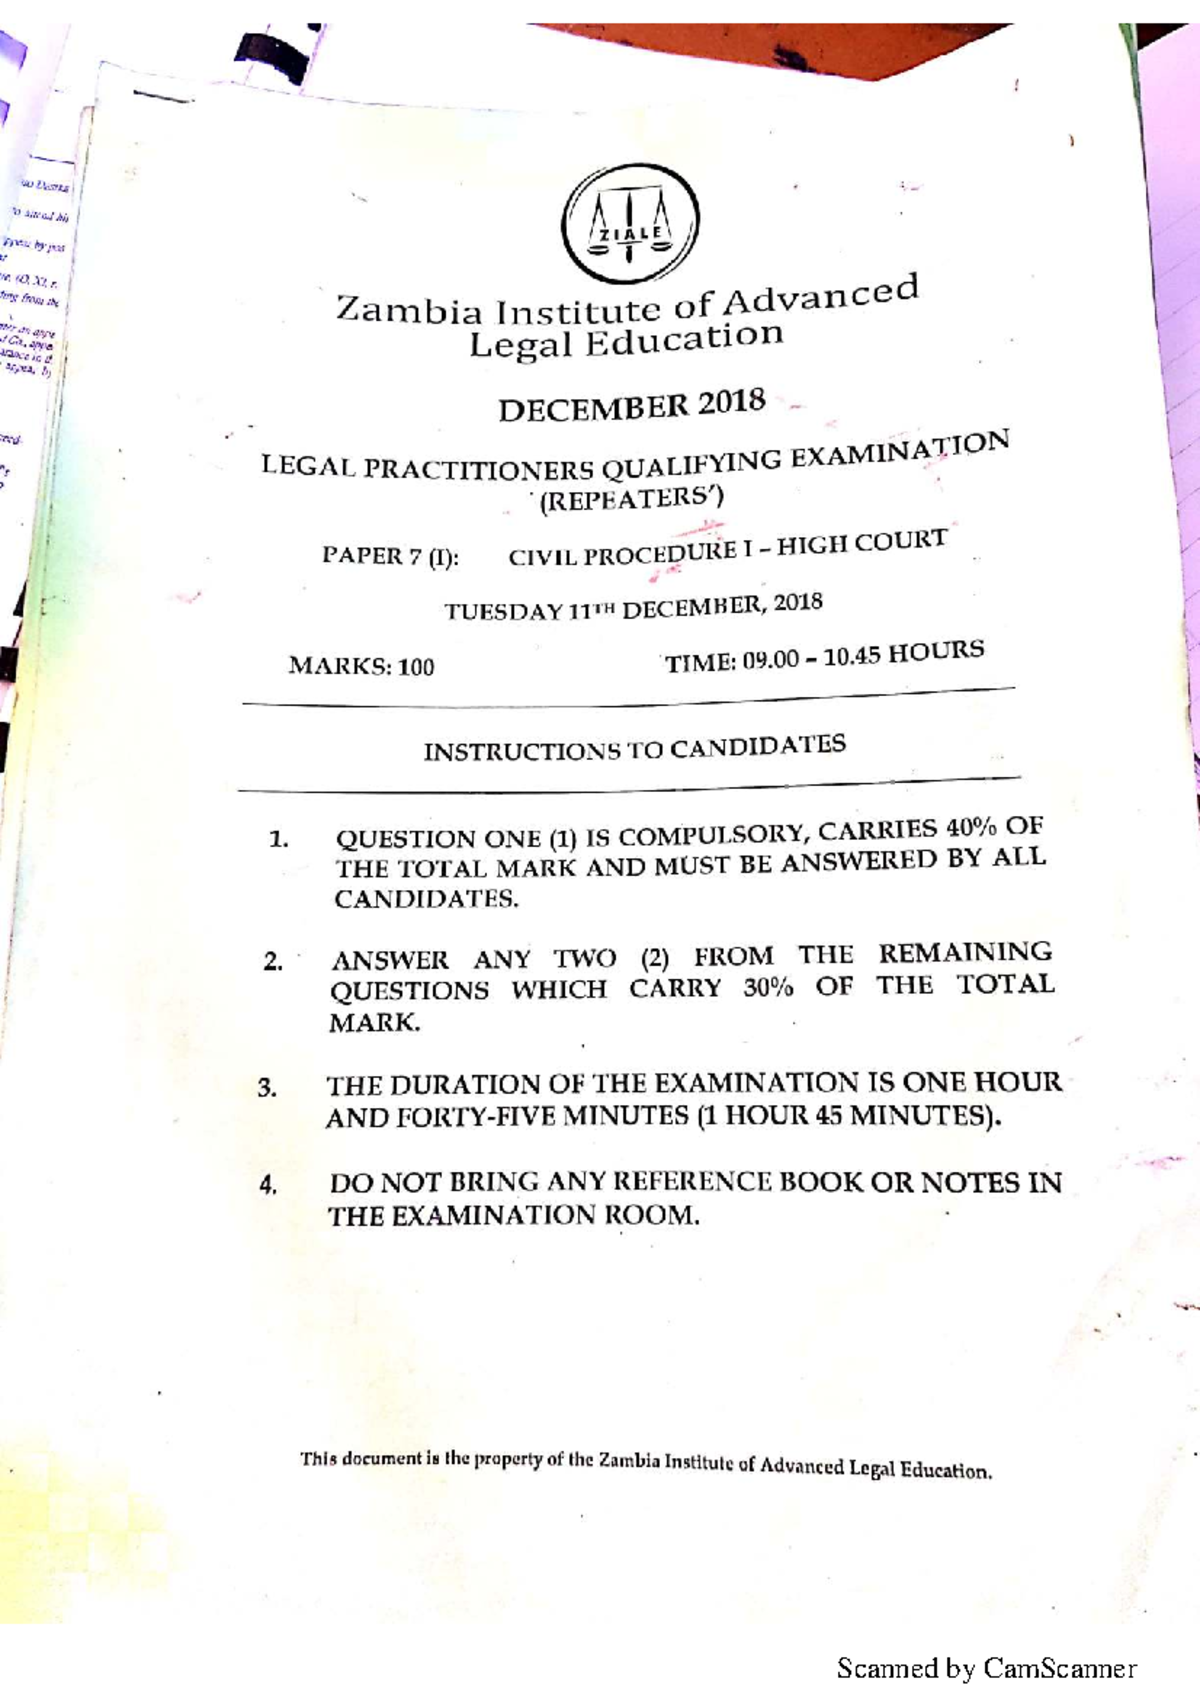 ZIALE
Zambia Institute of Advanced
Legal Education
DECEMBER 2018
LEGAL PRACTITIONERS QUALIFYING EXAMINATION
(REPEATERS')
PAPER 7 (I): CIVIL PROCEDURE I – HIGH COURT
TUESDAY 11TH DECEMBER, 2018
MARKS: 100 TIME: 09.00 – 10.45 HOURS
INSTRUCTIONS TO CANDIDATES
1. QUESTION ONE (1) IS COMPULSORY, CARRIES 40% OF
THE TOTAL MARK AND MUST BE ANSWERED BY ALL
CANDIDATES.
2. ANSWER ANY TWO (2) FROM THE REMAINING
QUESTIONS WHICH CARRY 30% OF THE TOTAL
MARK.
3. THE DURATION OF THE EXAMINATION IS ONE HOUR
AND FORTY-FIVE MINUTES (1 HOUR 45 MINUTES).
4. DO NOT BRING ANY REFERENCE BOOK OR NOTES IN
THE EXAMINATION ROOM.
This document is the property of the Zambia Institute of Advanced Legal Education.
Scanned by CamScanner